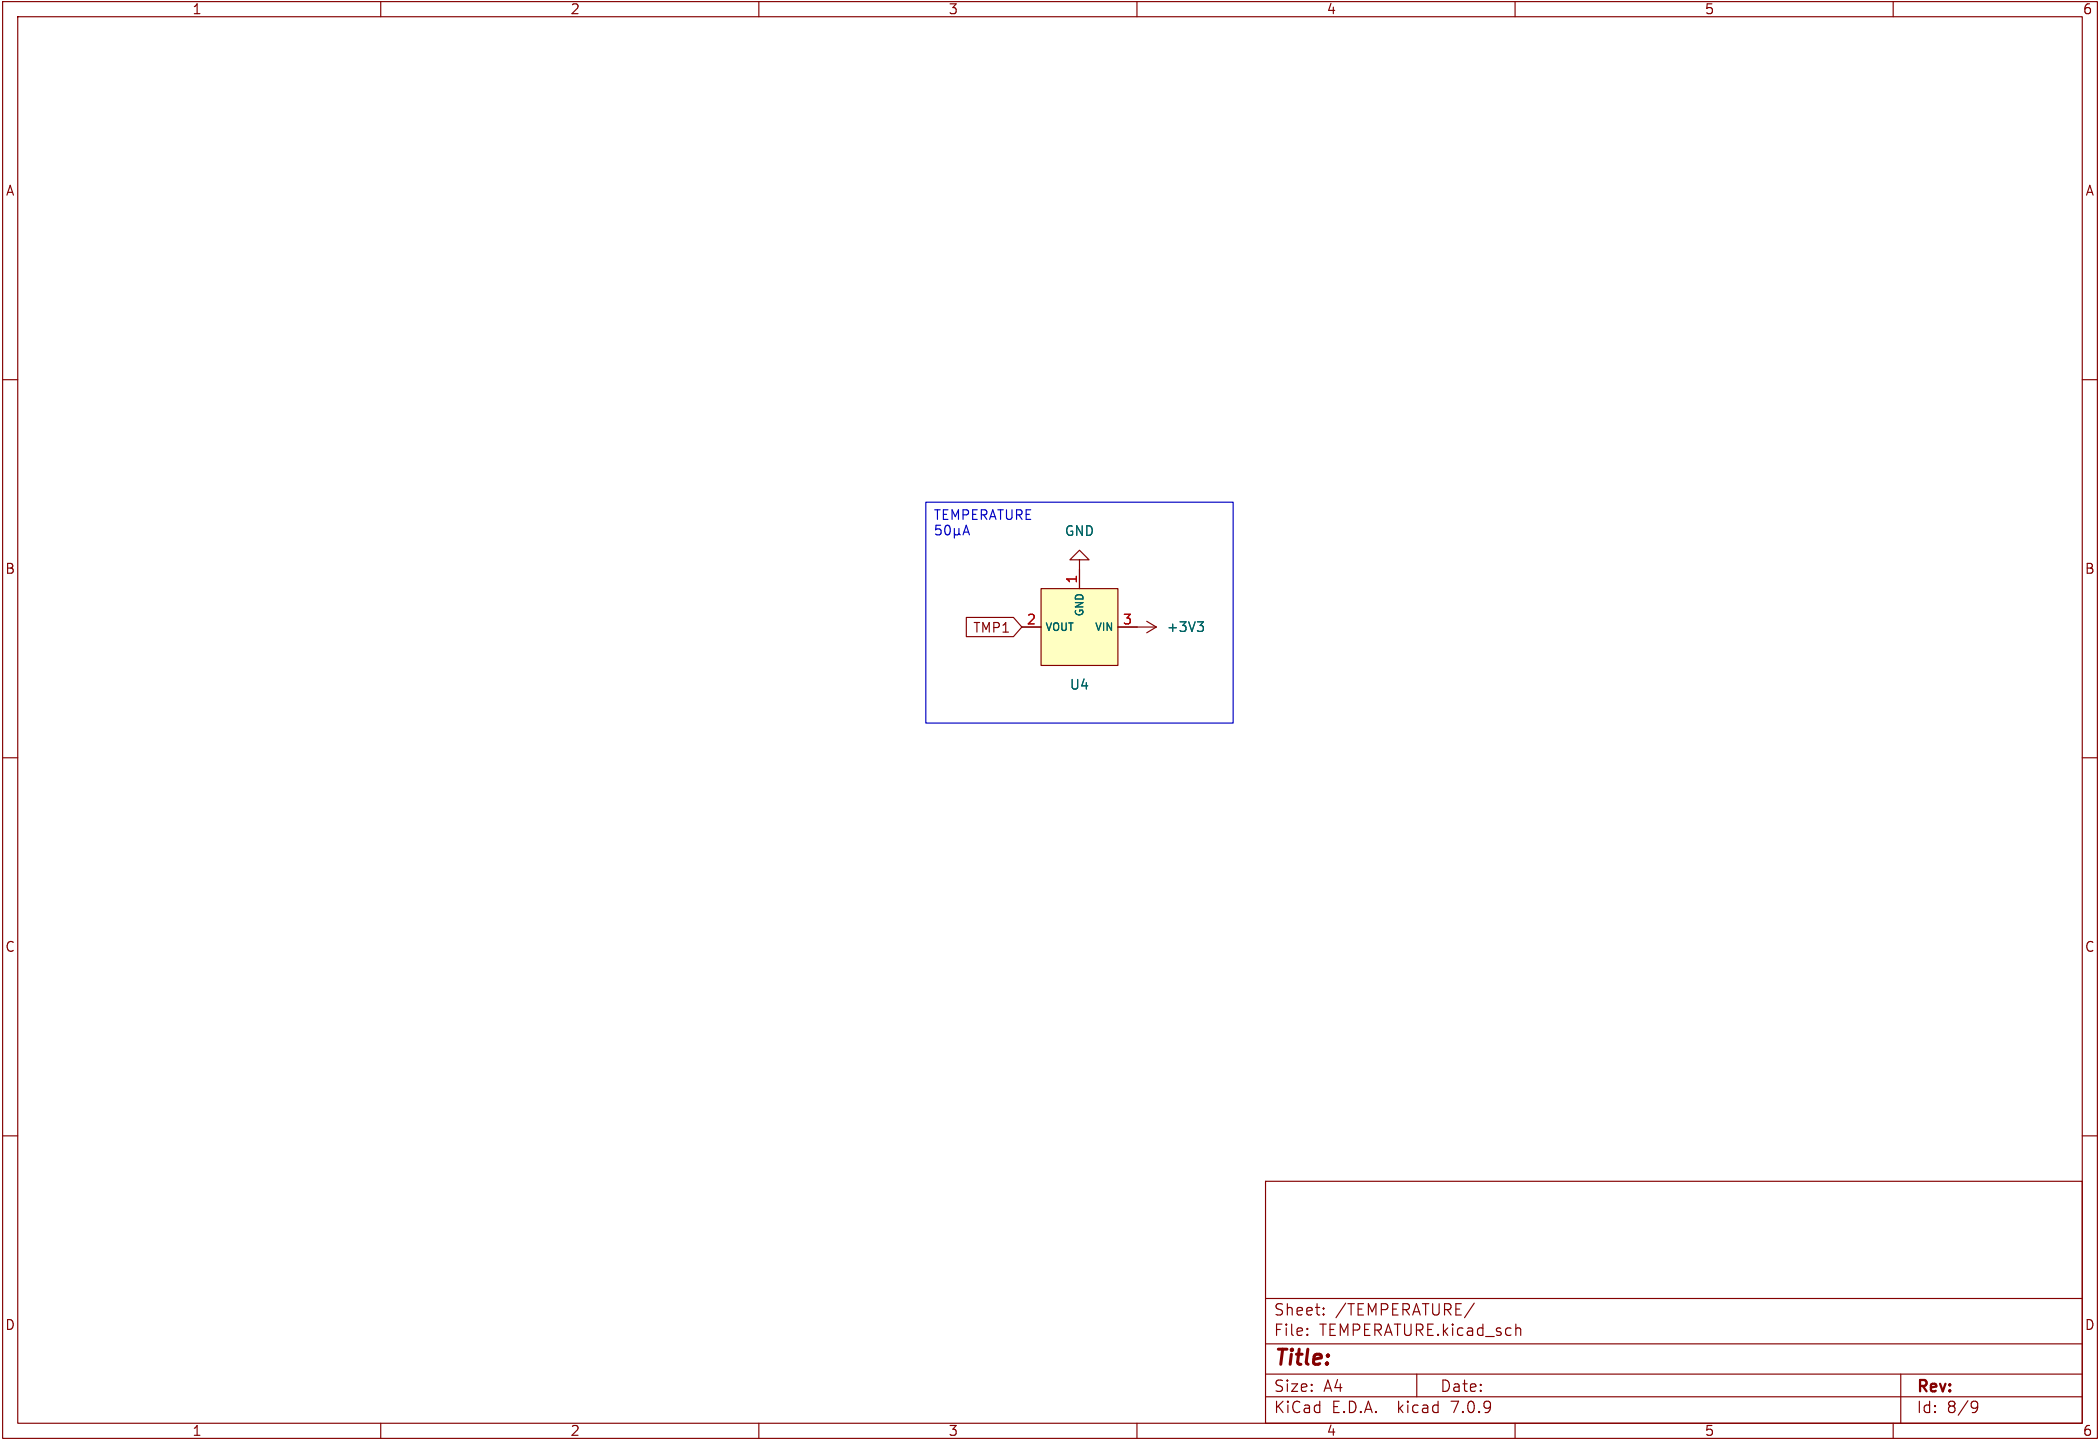 1 2 3 4 5 6
A A
TEMPERATURE
50µA
GND
1
GND
B B
TMP1 2 VOUT VIN 3 +3V3
U4
C C
Sheet: /TEMPERATURE/
D File: TEMPERATURE.kicad_sch D
Title:
Size: A4 Date: Rev:
KiCad E.D.A. kicad 7.0.9 Id: 8/9
1 2 3 4 5 6